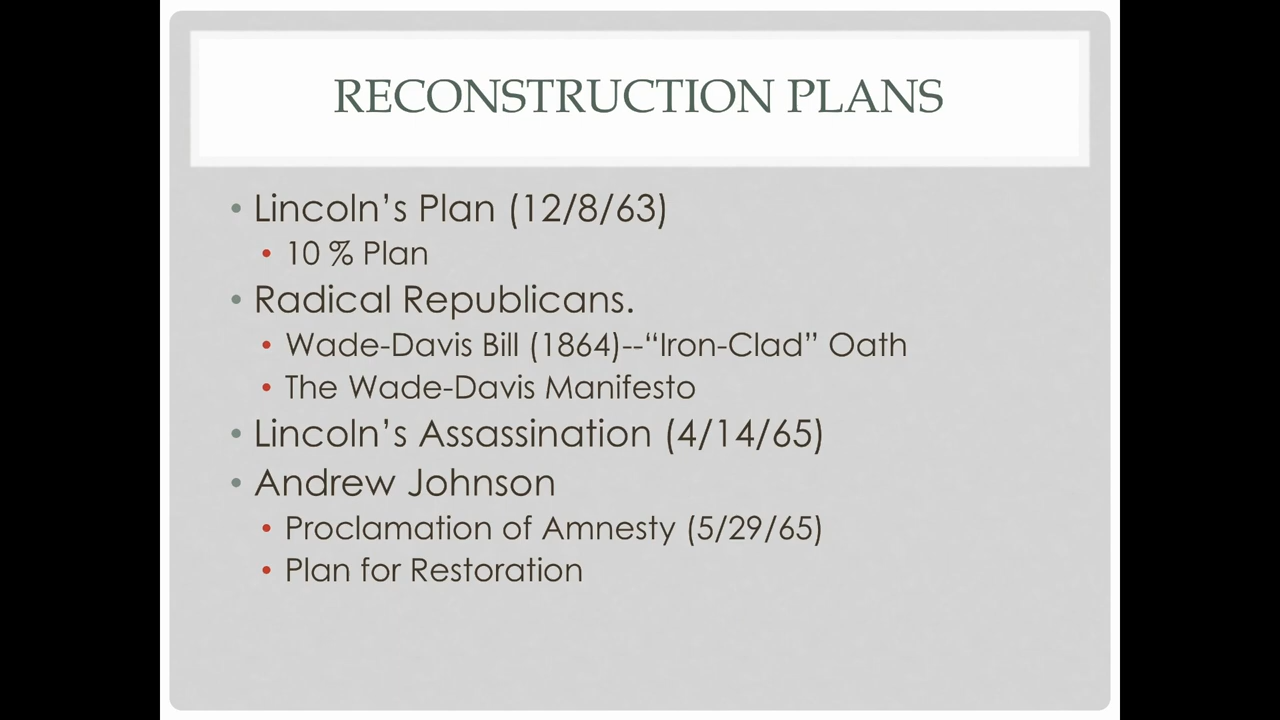 RECONSTRUCTION PLANS
• Lincoln’s Plan (12/8/63)
• 10 % Plan
• Radical Republicans.
• Wade-Davis Bill (1864)--“Iron-Clad” Oath
• The Wade-Davis Manifesto
• Lincoln’s Assassination (4/14/65)
• Andrew Johnson
• Proclamation of Amnesty (5/29/65)
• Plan for Restoration